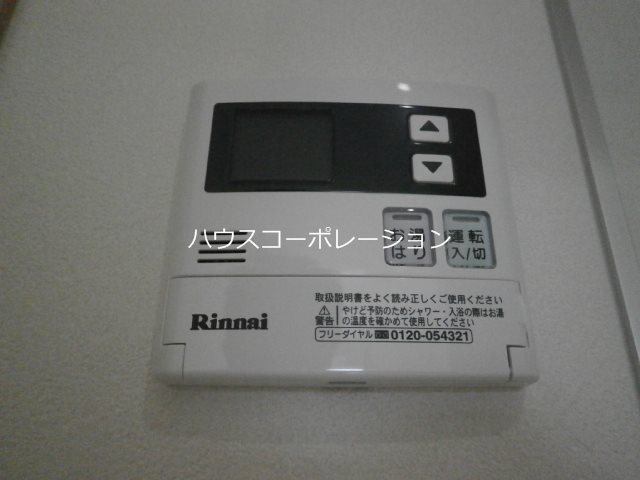 お湯
はり
運転
入/切
ハウスコーポレーション
Rinnai
取扱説明書をよく読み正しくご使用ください
警告
やけど予防のためシャワー・入浴の際はお湯
の温度を確かめて使用してください
フリーダイヤル 0120-054321